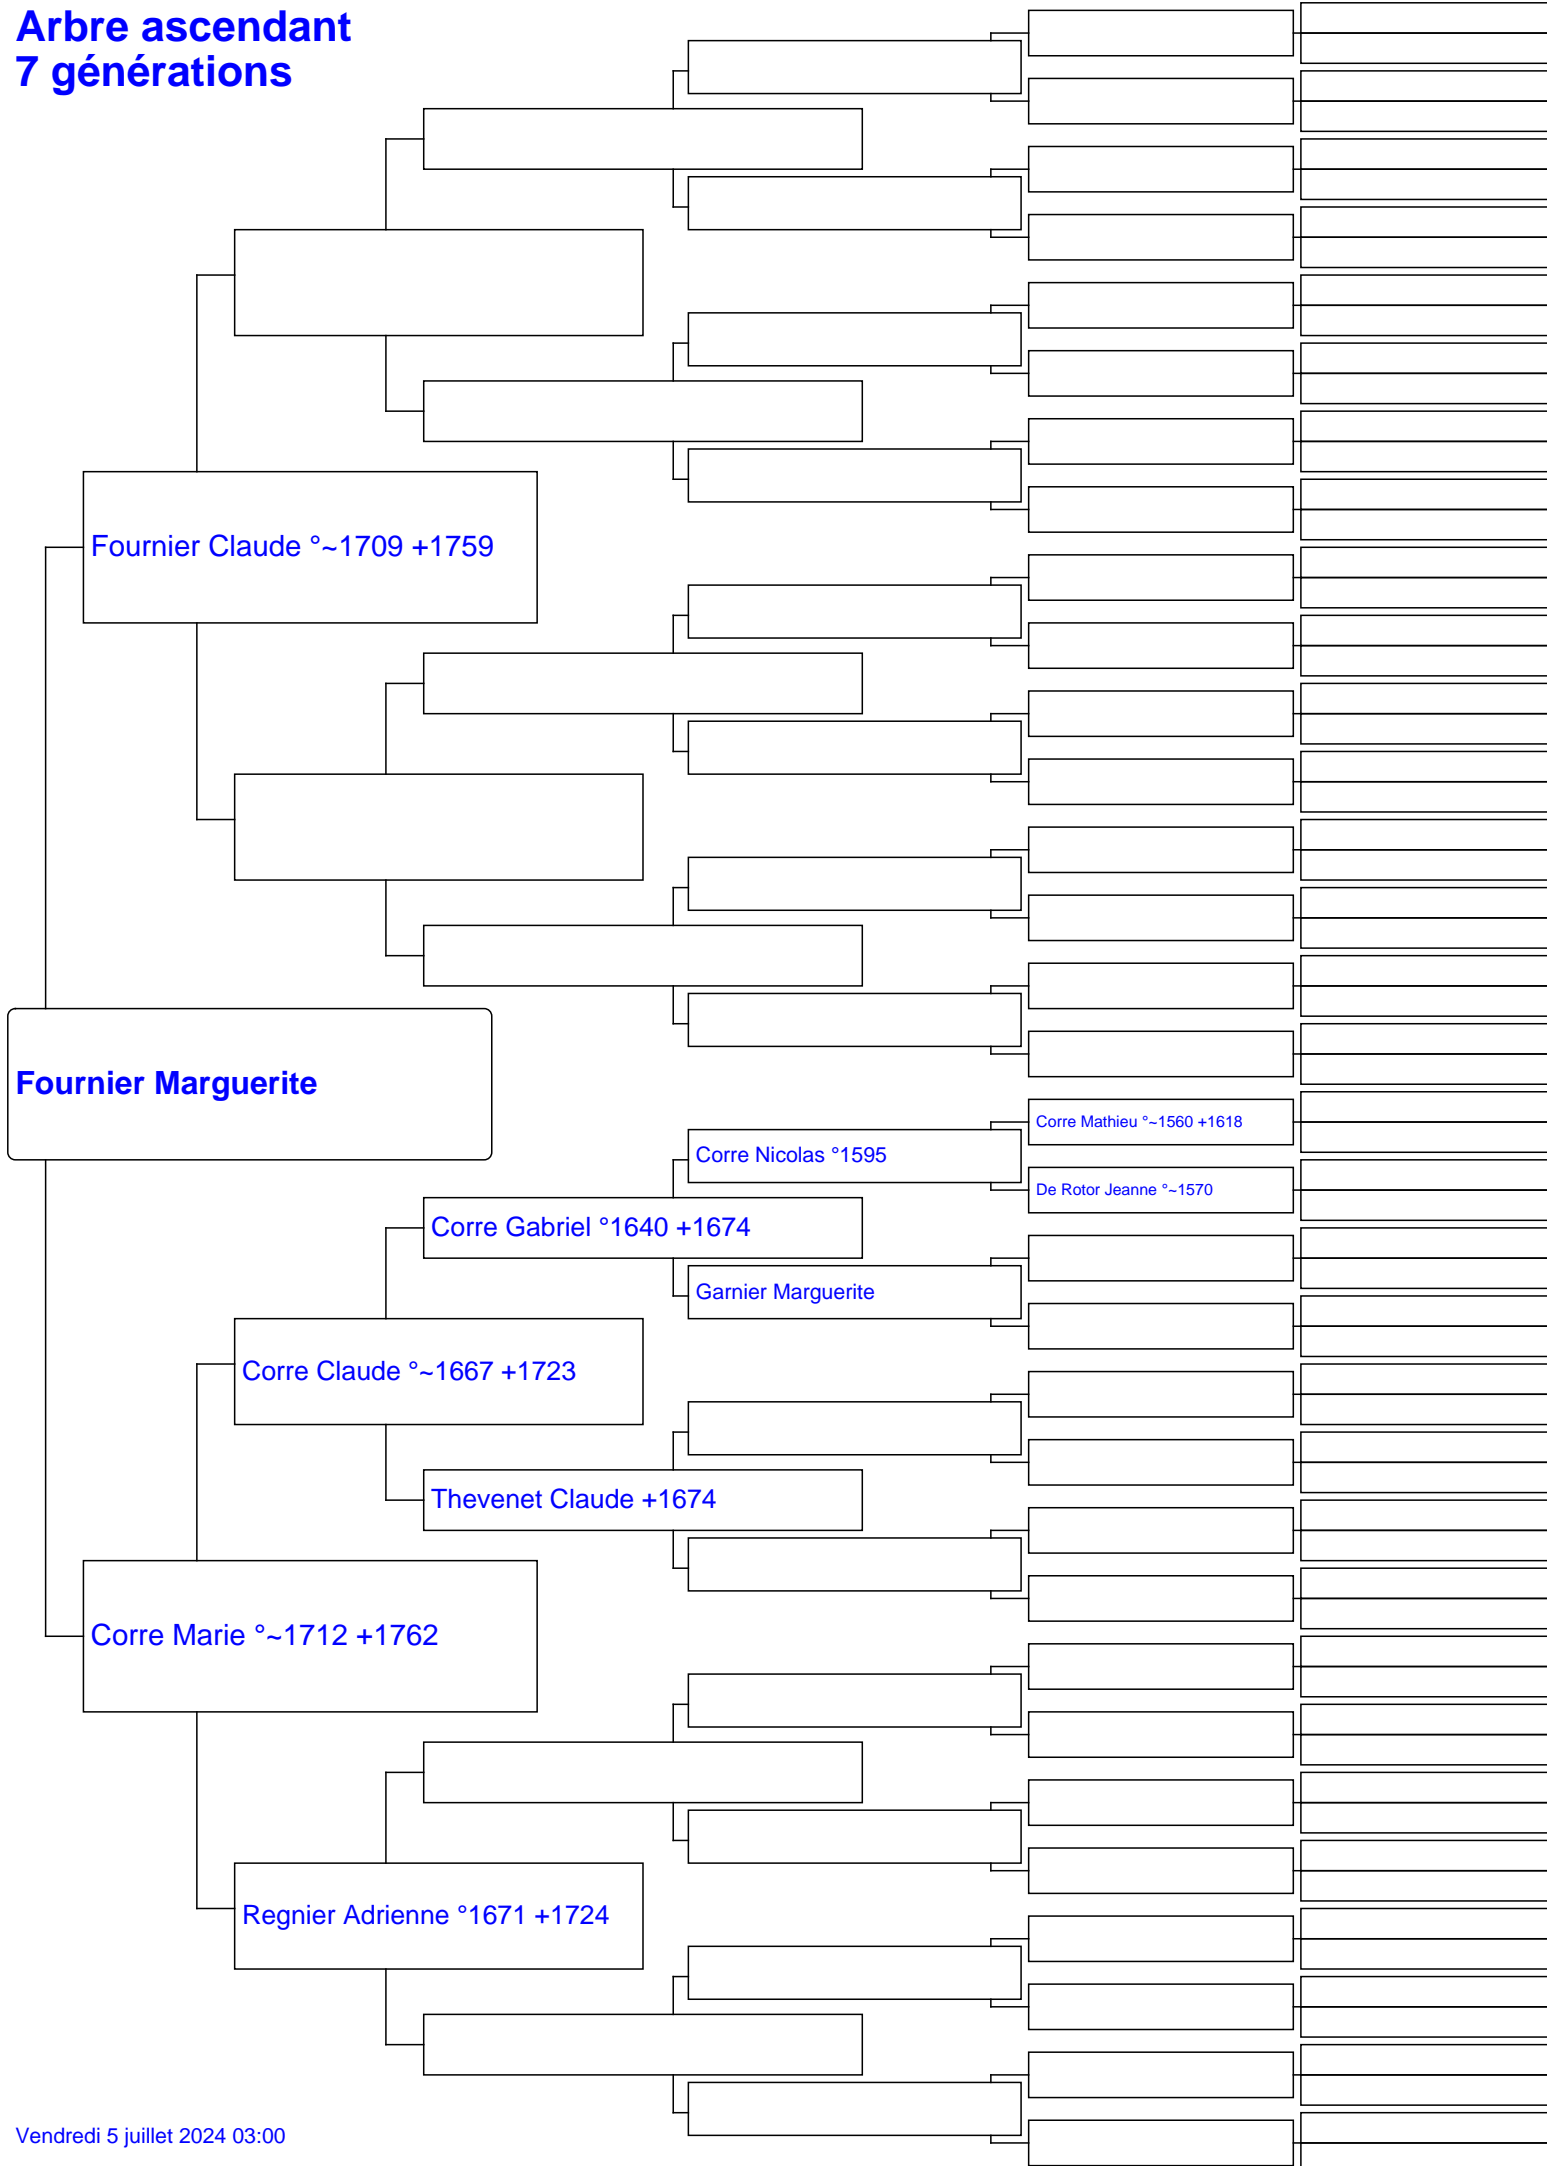 Arbre ascendant
7 générations
Fournier Claude °~1709 +1759
Fournier Marguerite
Corre Mathieu °~1560 +1618
Corre Nicolas °1595
De Rotor Jeanne °~1570
Corre Gabriel °1640 +1674
Garnier Marguerite
Corre Claude °~1667 +1723
Thevenet Claude +1674
Corre Marie °~1712 +1762
Regnier Adrienne °1671 +1724
Vendredi 5 juillet 2024 03:00